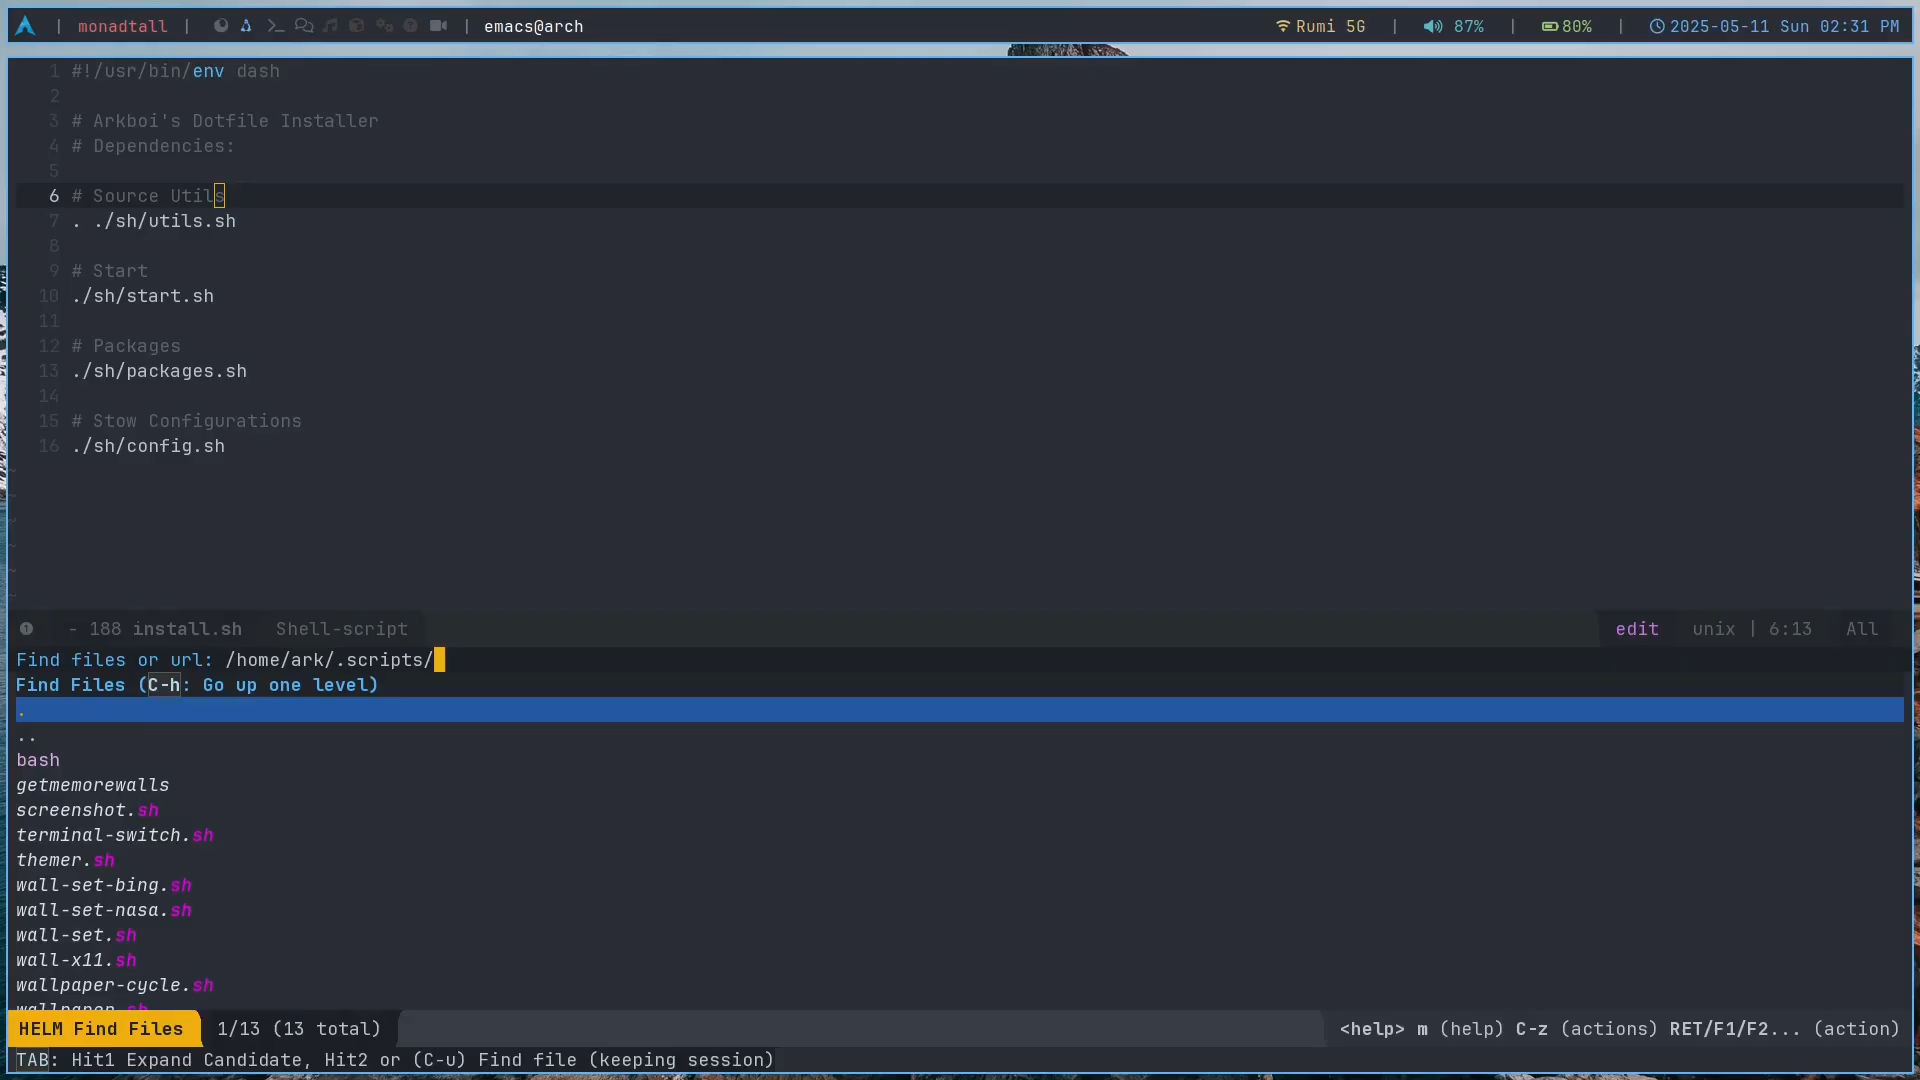 | monadtall | | emacs@arch Rumi 5G | 87% | 80% | 2025-05-11 Sun 02:31 PM
1 #!/usr/bin/env dash
2
3 # Arkboi's Dotfile Installer
4 # Dependencies:
5
6 # Source Utils
7 . ./sh/utils.sh
8
9 # Start
10 ./sh/start.sh
11
12 # Packages
13 ./sh/packages.sh
14
15 # Stow Configurations
16 ./sh/config.sh
~
~
~
~
~
~
1 - 188 install.sh Shell-script edit unix | 6:13 All
Find files or url: /home/ark/.scripts/
Find Files (C-h: Go up one level)
.
..
bash
getmemorewalls
screenshot.sh
terminal-switch.sh
themer.sh
wall-set-bing.sh
wall-set-nasa.sh
wall-set.sh
wall-x11.sh
wallpaper-cycle.sh
wallpaper.sh
HELM Find Files 1/13 (13 total) <help> m (help) C-z (actions) RET/F1/F2... (action)
TAB: Hit1 Expand Candidate, Hit2 or (C-u) Find file (keeping session)